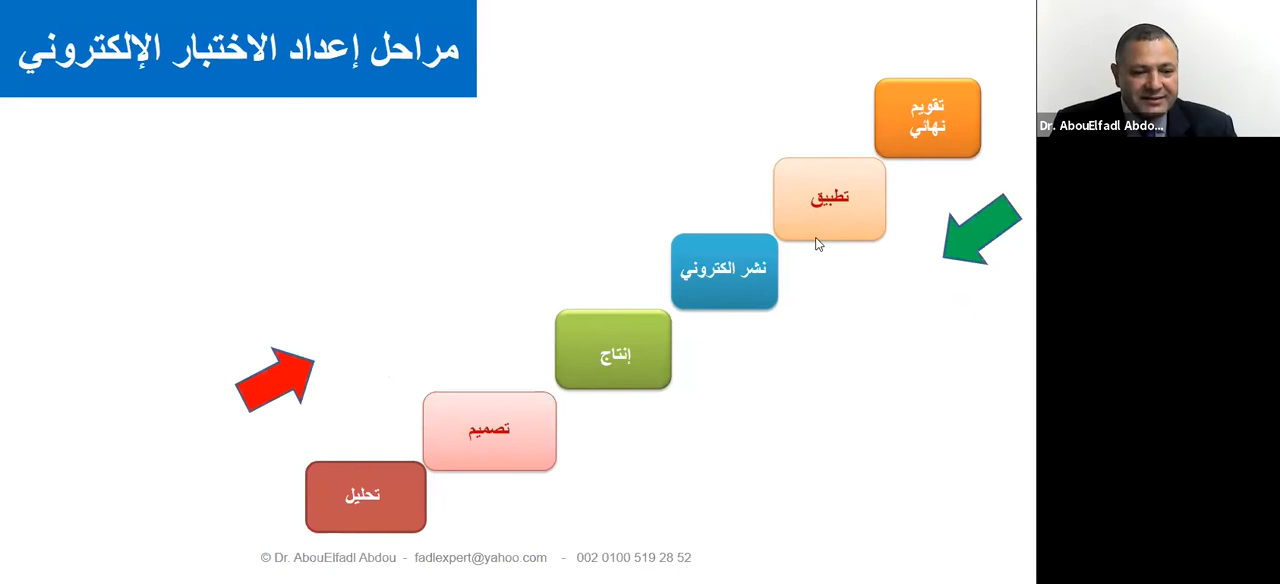 مراحل إعداد الاختبار الإلكتروني
تقويم
نهائي
تطبيق
نشر الكتروني
إنتاج
تصميم
تحليل
© Dr. AbouElfadl Abdou - fadlexpert@yahoo.com - 002 0100 519 28 52
Dr. AbouElfadl Abdo...